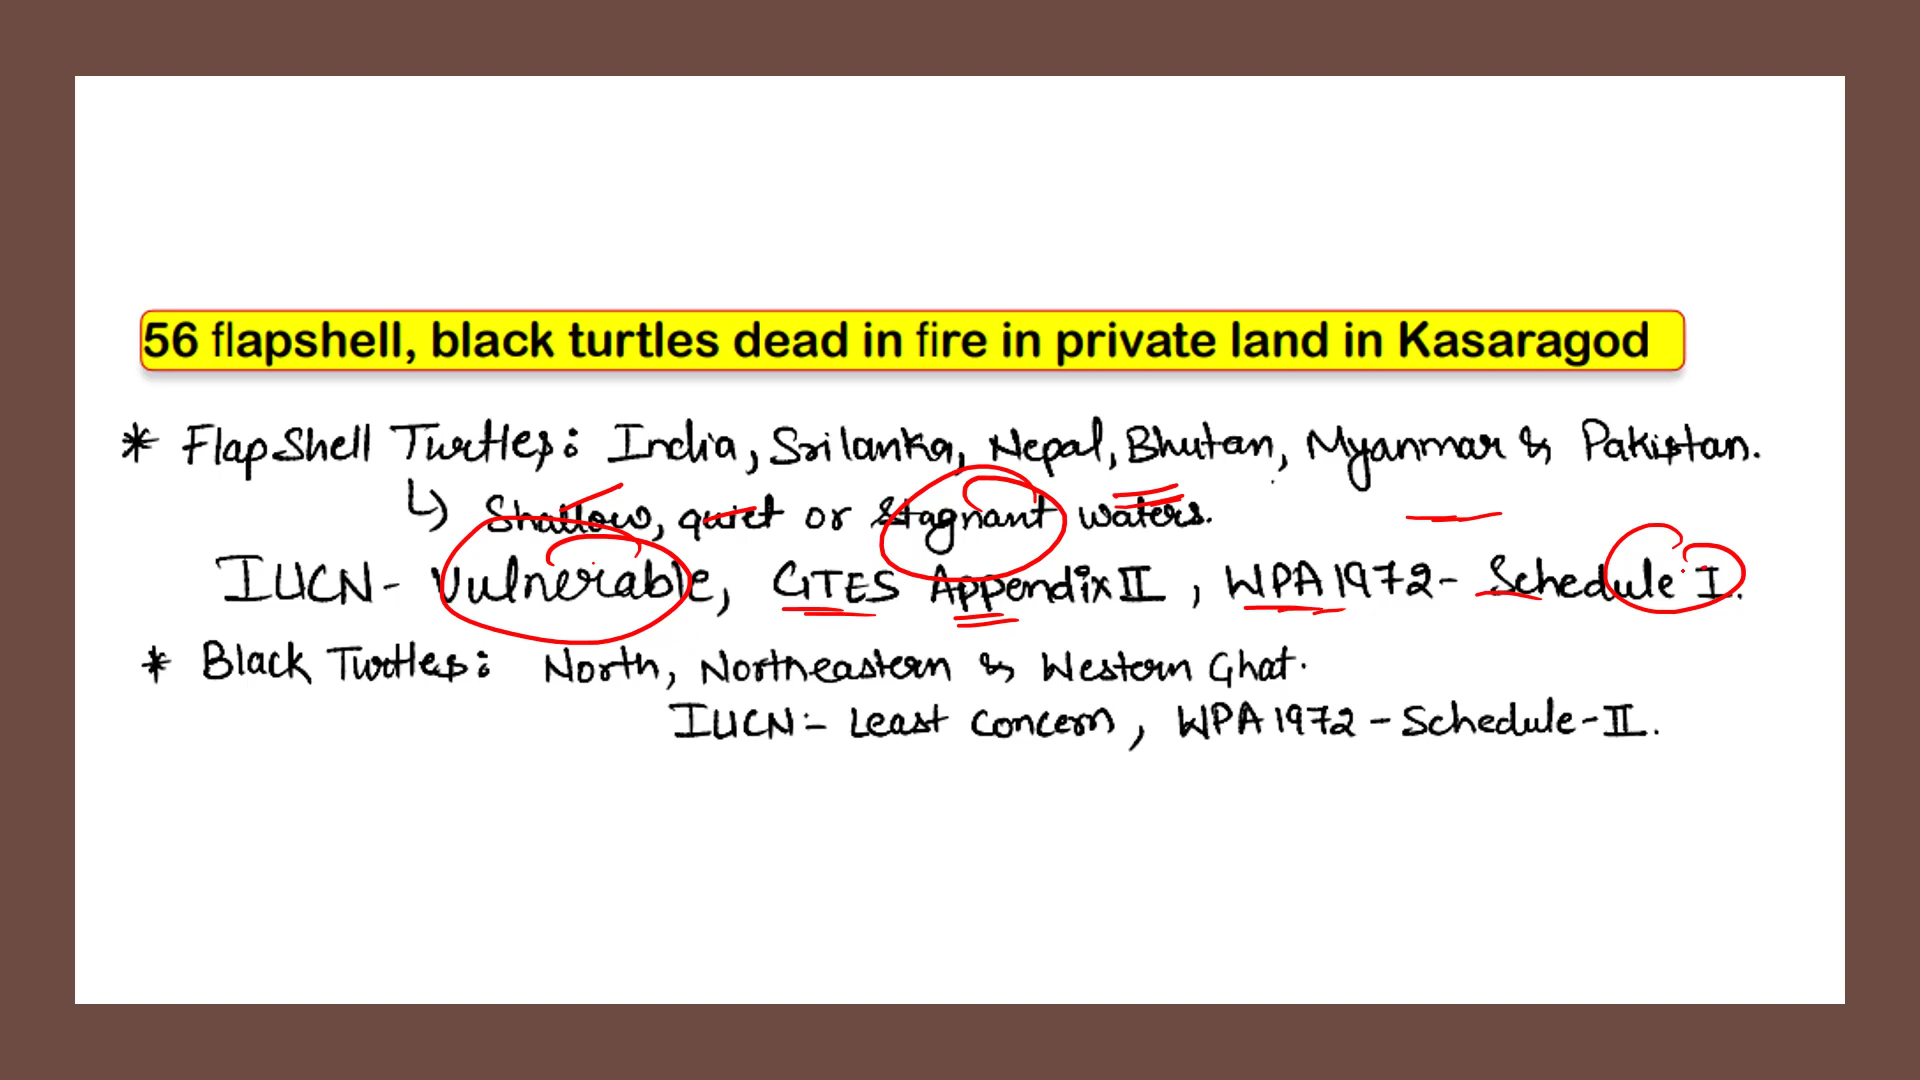 56 flapshell, black turtles dead in fire in private land in Kasaragod
* FlapShell Turtles: India, Srilanka, Nepal, Bhutan, Myanmar & Pakistan.
↳ Shallow, quiet or stagnant waters.
IUCN- Vulnerable, CITES Appendix II, WPA 1972- Schedule I.
* Black Turtles: North, Northeastern & Western Ghat.
IUCN:- Least Concern, WPA 1972 - Schedule-II.